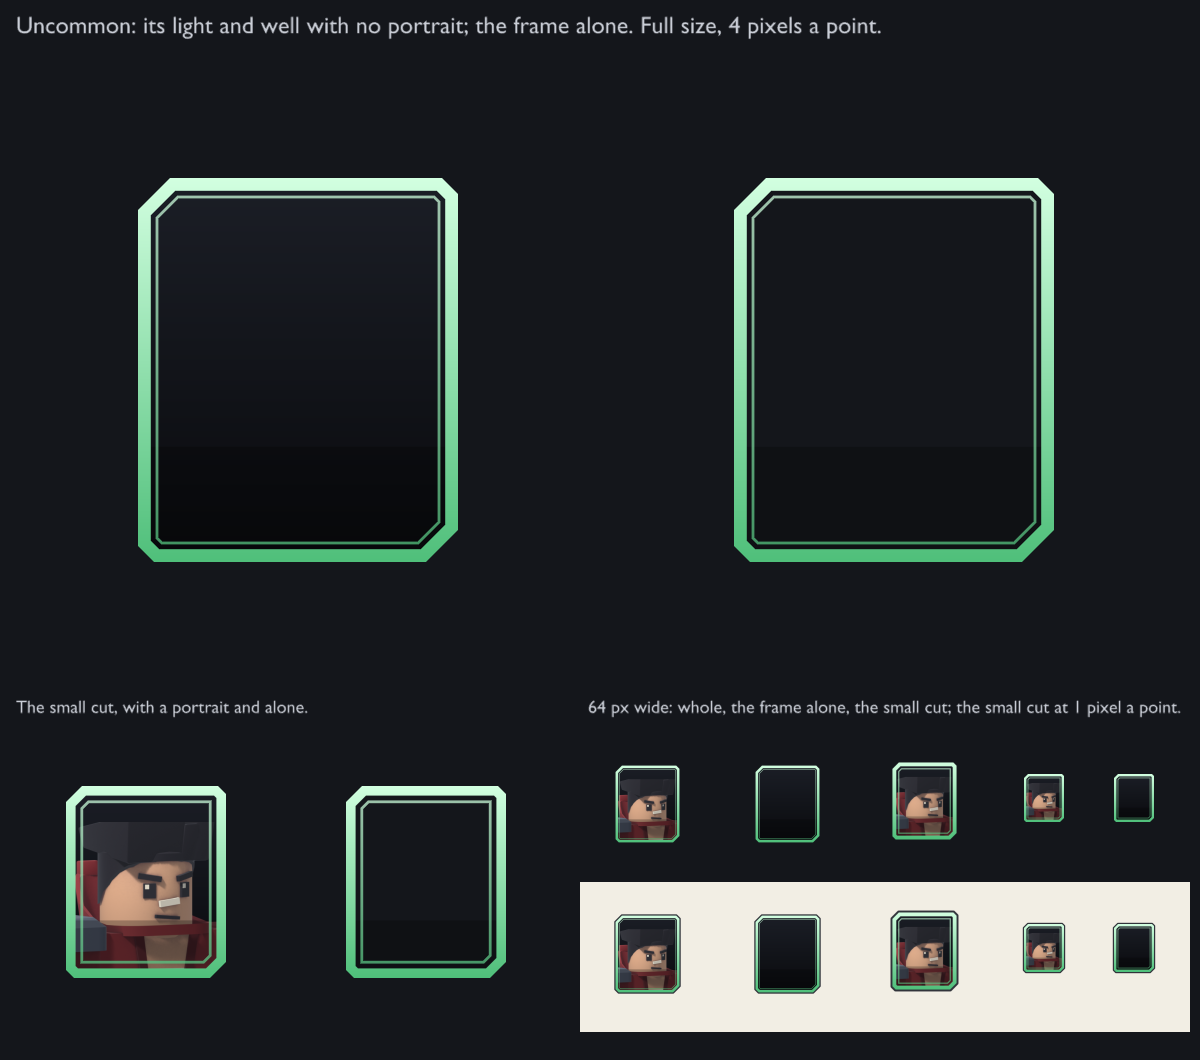 Uncommon: its light and well with no portrait; the frame alone. Full size, 4 pixels a point.
The small cut, with a portrait and alone.
64 px wide: whole, the frame alone, the small cut; the small cut at 1 pixel a point.